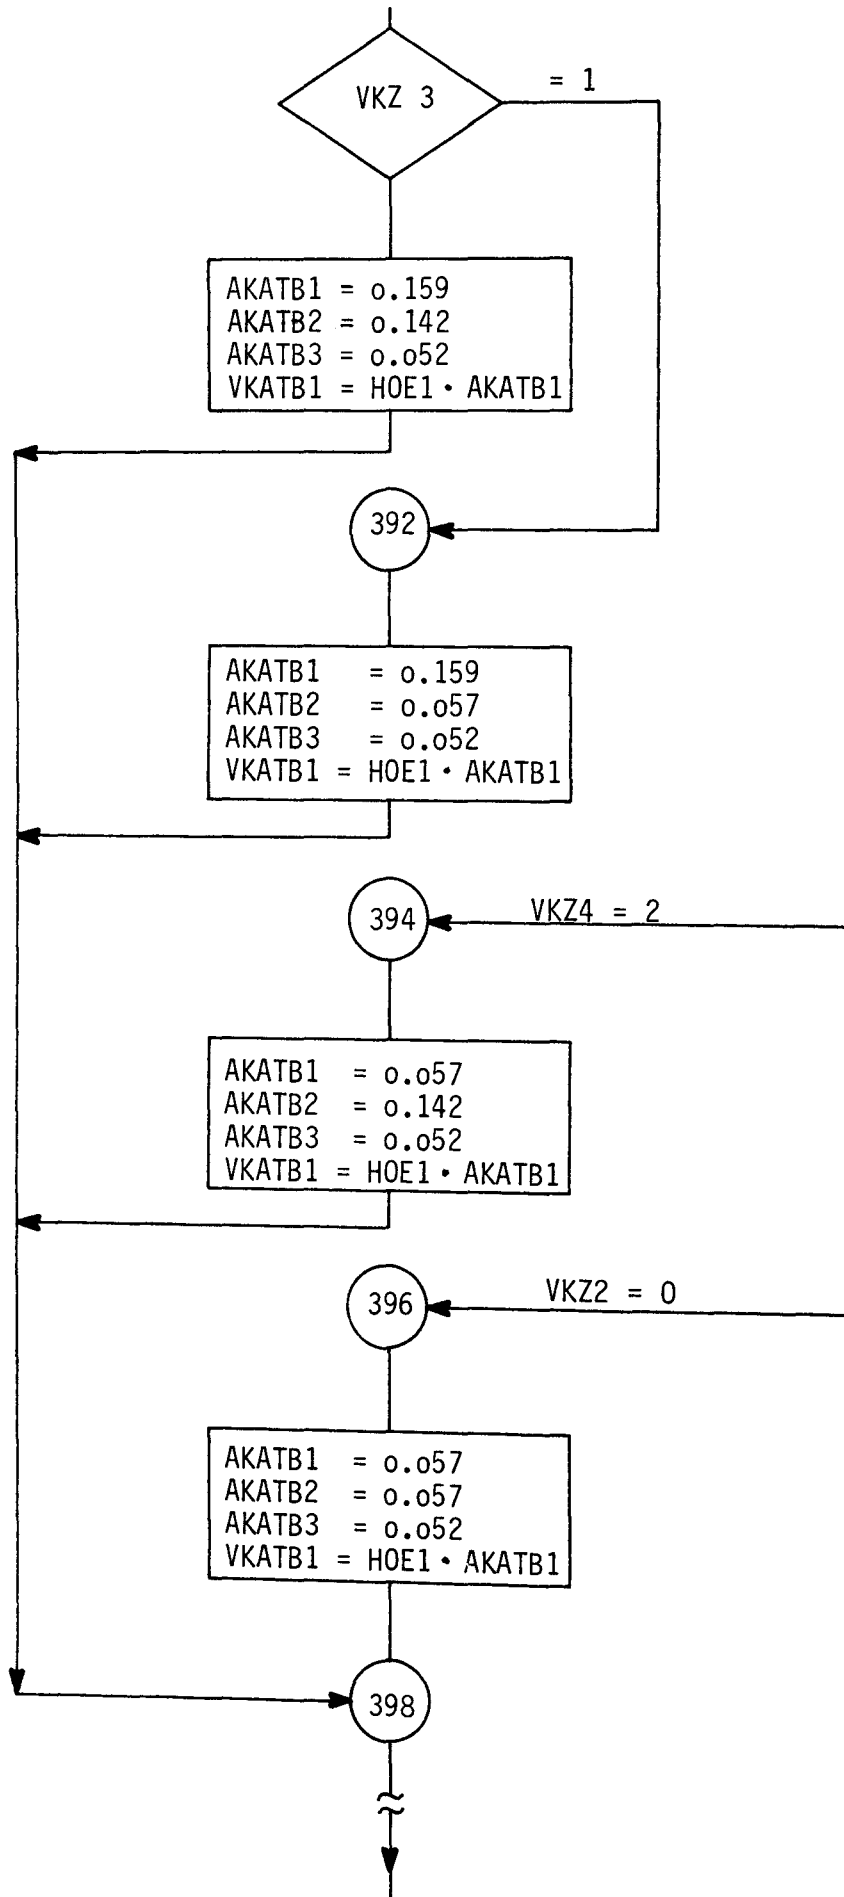 VKZ 3
= 1
AKATB1 = o.159
AKATB2 = o.142
AKATB3 = o.o52
VKATB1 = HOE1 · AKATB1
392
AKATB1 = o.159
AKATB2 = o.o57
AKATB3 = o.o52
VKATB1 = HOE1 · AKATB1
394
VKZ4 = 2
AKATB1 = o.o57
AKATB2 = o.142
AKATB3 = o.o52
VKATB1 = HOE1 · AKATB1
396
VKZ2 = 0
AKATB1 = o.o57
AKATB2 = o.o57
AKATB3 = o.o52
VKATB1 = HOE1 · AKATB1
398